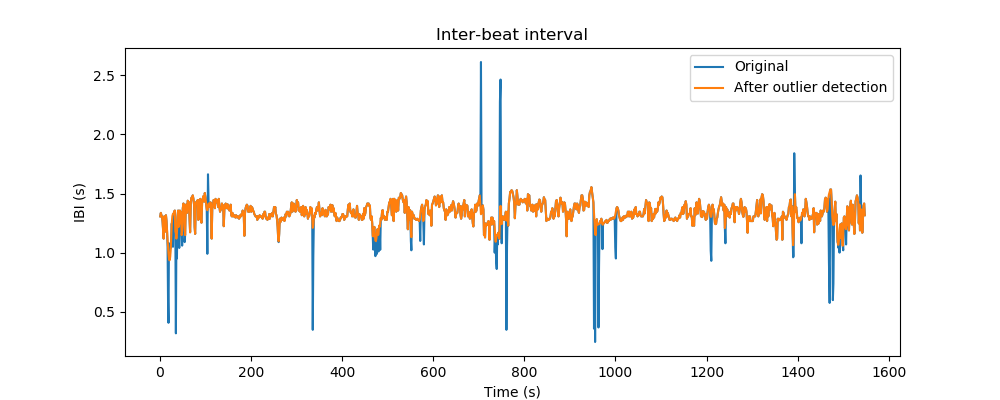 Inter-beat interval
Original
After outlier detection
IBI (s)
2.5
2.0
1.5
1.0
0.5
0 200 400 600 800 1000 1200 1400 1600
Time (s)